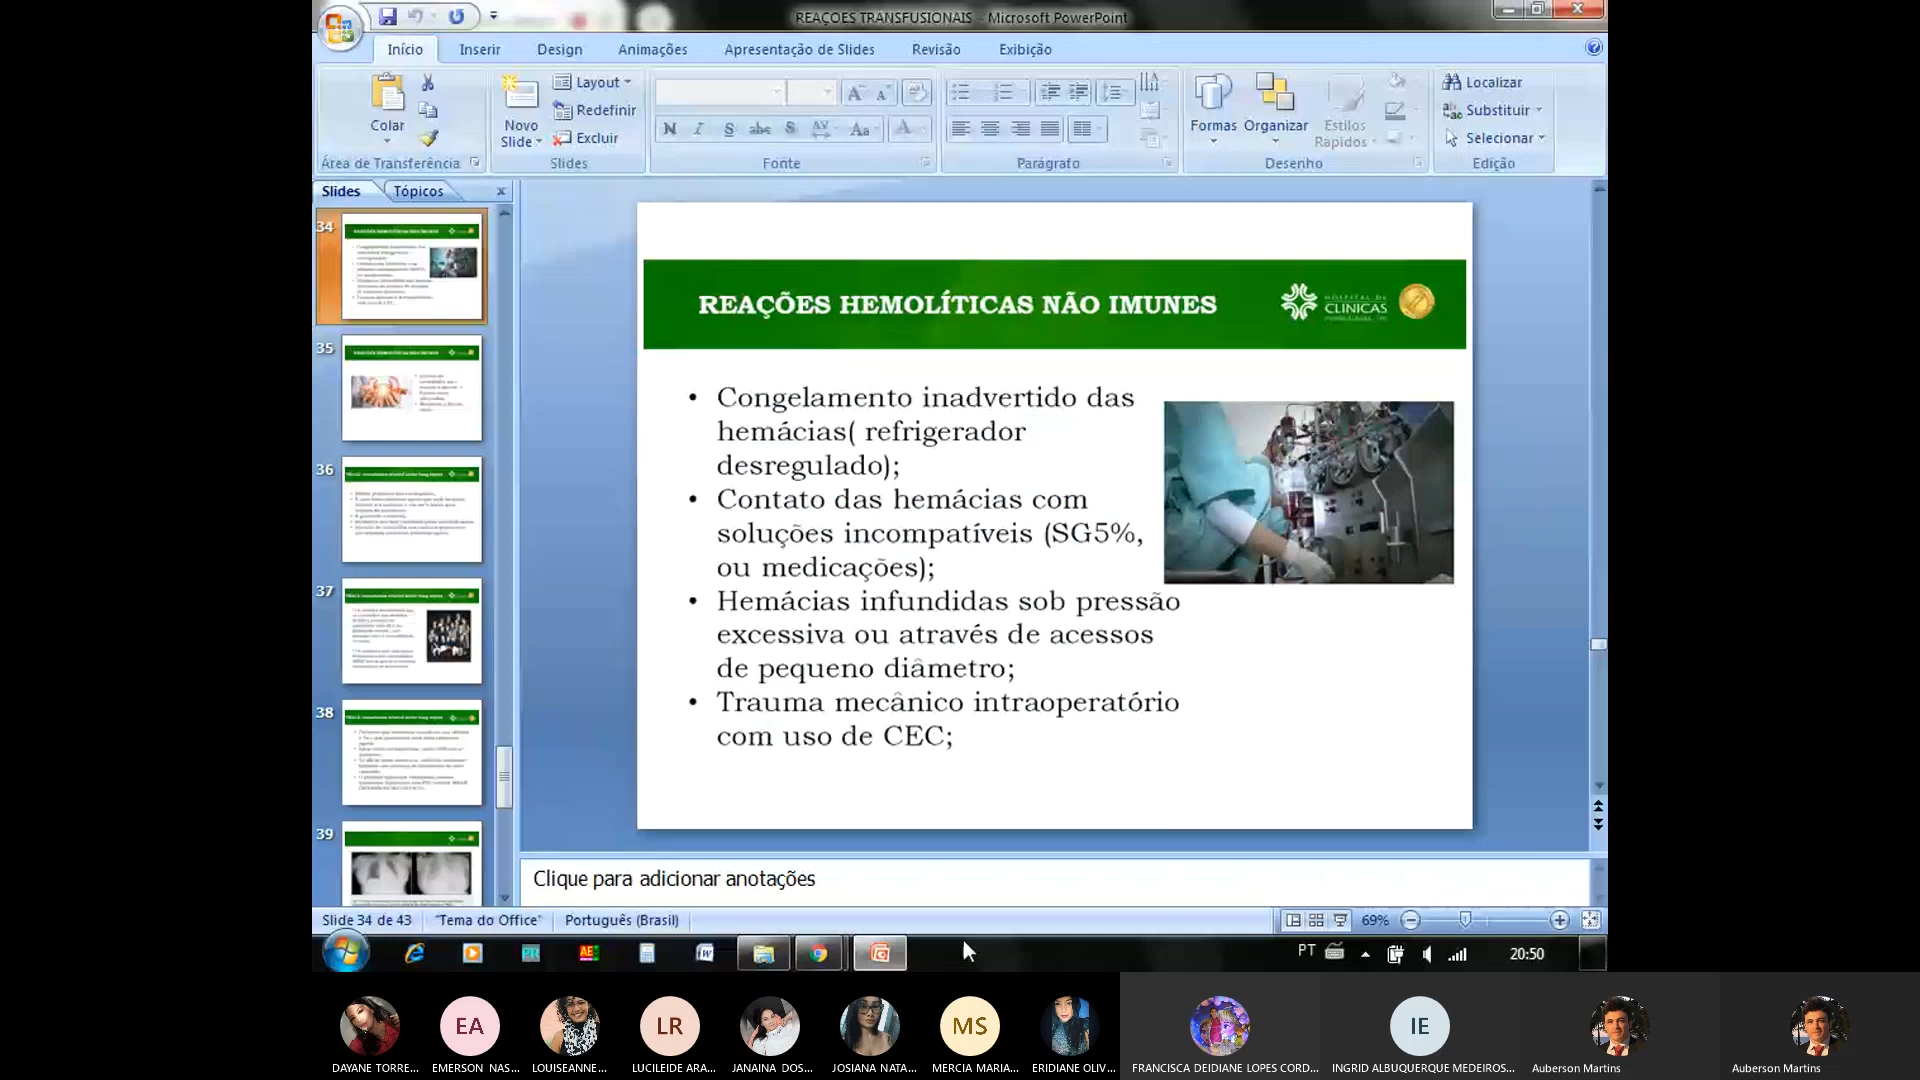 REAÇOES TRANSFUSIONAIS - Microsoft PowerPoint
Início Inserir Design Animações Apresentação de Slides Revisão Exibição
Colar
Área de Transferência
Novo
Slide
Layout
Redefinir
Excluir
Slides
N I S abc S AV Aa A
Fonte
Parágrafo
Formas Organizar Estilos
Rápidos
Desenho
Localizar
Substituir
Selecionar
Edição
Slides Tópicos x
34
35
36
37
38
39
REAÇÕES HEMOLÍTICAS NÃO IMUNES
HOSPITAL DE
CLÍNICAS
• Congelamento inadvertido das
hemácias( refrigerador
desregulado);
• Contato das hemácias com
soluções incompatíveis (SG5%,
ou medicações);
• Hemácias infundidas sob pressão
excessiva ou através de acessos
de pequeno diâmetro;
• Trauma mecânico intraoperatório
com uso de CEC;
Clique para adicionar anotações
Slide 34 de 43 "Tema do Office" Português (Brasil) 69%
PT 20:50
EA LR MS IE
DAYANE TORRE... EMERSON NAS... LOUISEANNE... LUCILEIDE ARA... JANAINA DOS... JOSIANA NATA... MERCIA MARIA... ERIDIANE OLIV... FRANCISCA DEIDIANE LOPES CORD... INGRID ALBUQUERQUE MEDEIROS... Auberson Martins Auberson Martins